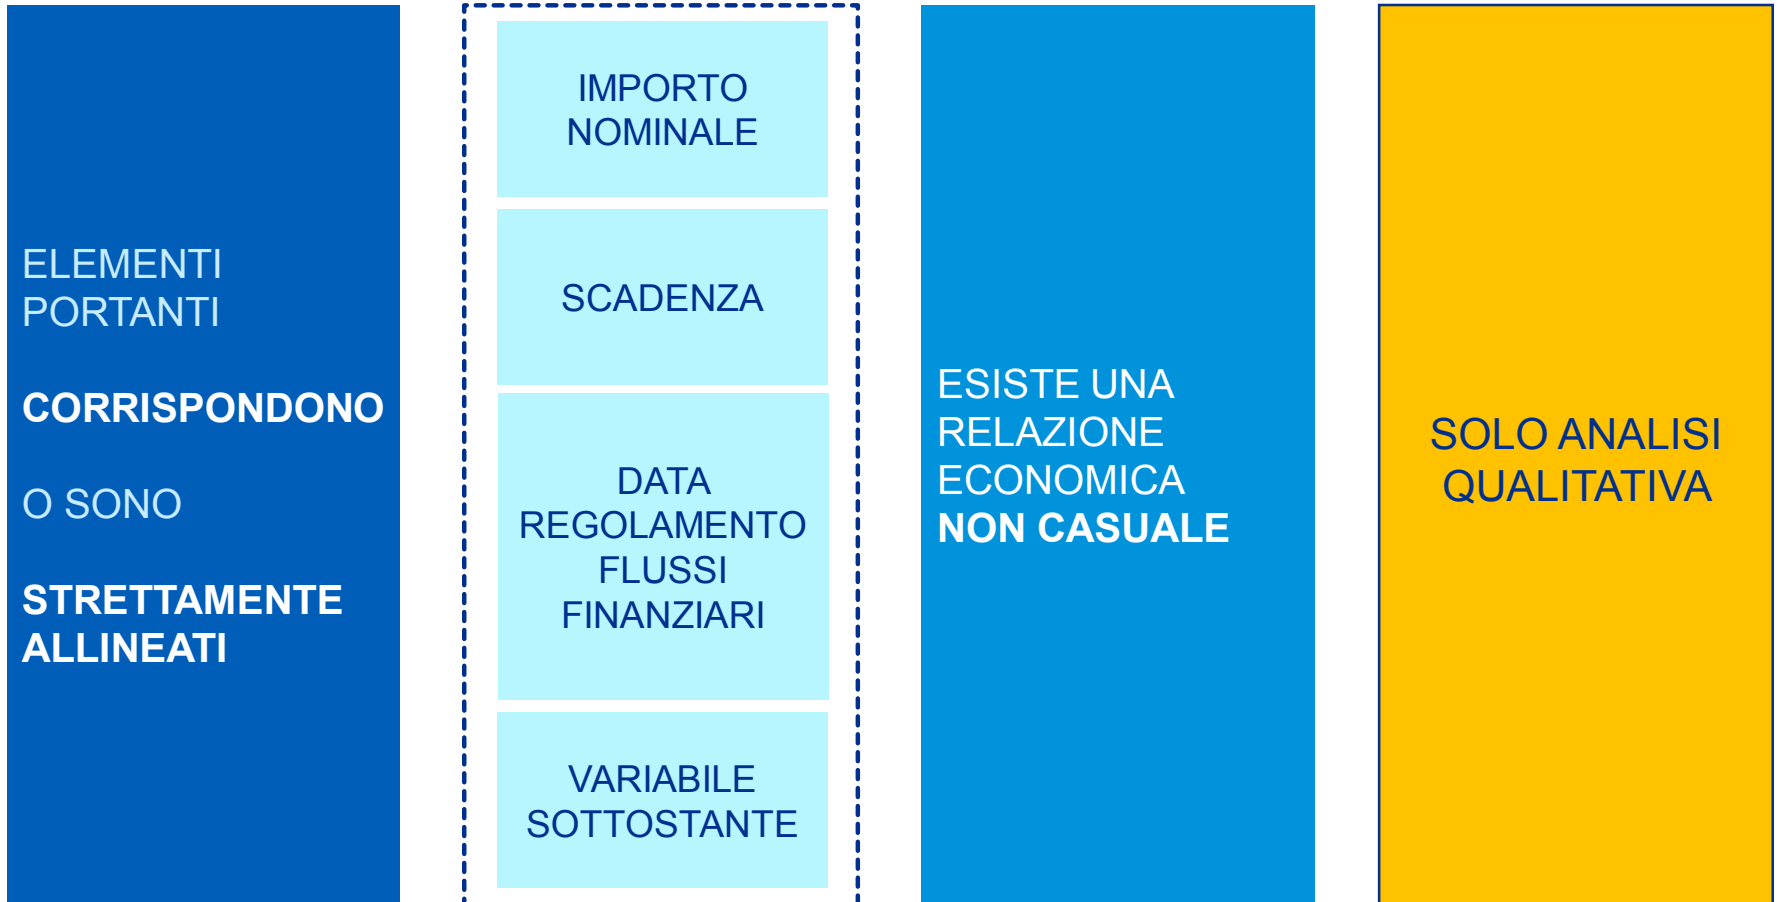 ELEMENTI
PORTANTI
CORRISPONDONO
O SONO
STRETTAMENTE
ALLINEATI
IMPORTO
NOMINALE
SCADENZA
DATA
REGOLAMENTO
FLUSSI
FINANZIARI
VARIABILE
SOTTOSTANTE
ESISTE UNA
RELAZIONE
ECONOMICA
NON CASUALE
SOLO ANALISI
QUALITATIVA